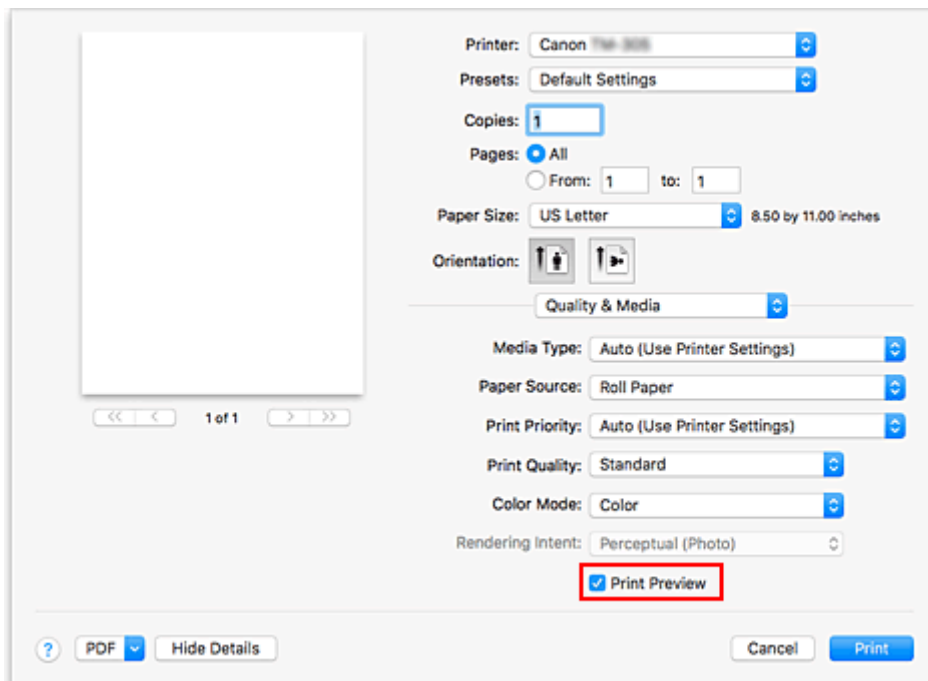 Printer: Canon
Presets: Default Settings
Copies: 1
Pages: All
From: 1 to: 1
Paper Size: US Letter 8.50 by 11.00 inches
Orientation:
Quality & Media
Media Type: Auto (Use Printer Settings)
Paper Source: Roll Paper
<< < 1 of 1 > >>
Print Priority: Auto (Use Printer Settings)
Print Quality: Standard
Color Mode: Color
Rendering Intent: Perceptual (Photo)
Print Preview
? PDF Hide Details Cancel Print